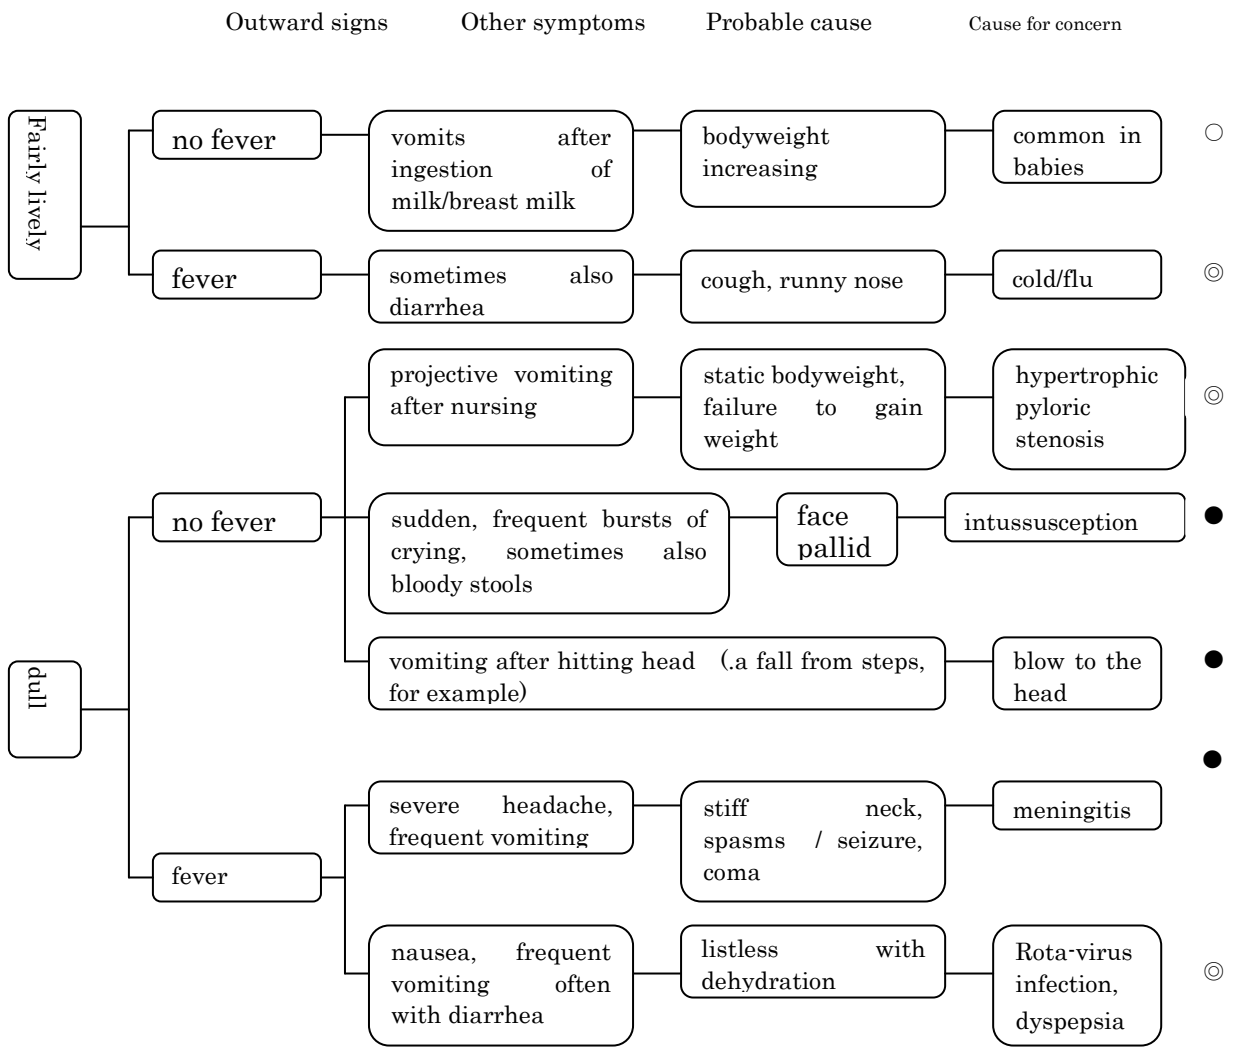 Outward signs Other symptoms Probable cause Cause for concern
Fairly lively
no fever
vomits after
ingestion of
milk/breast milk
bodyweight
increasing
common in
babies
○
fever
sometimes also
diarrhea
cough, runny nose
cold/flu
◎
dull
no fever
projective vomiting
after nursing
static bodyweight,
failure to gain
weight
hypertrophic
pyloric
stenosis
◎
sudden, frequent bursts of
crying, sometimes also
bloody stools
face
pallid
intussusception
●
vomiting after hitting head (.a fall from steps,
for example)
blow to the
head
●
fever
severe headache,
frequent vomiting
stiff neck,
spasms / seizure,
coma
meningitis
●
nausea, frequent
vomiting often
with diarrhea
listless with
dehydration
Rota-virus
infection,
dyspepsia
◎